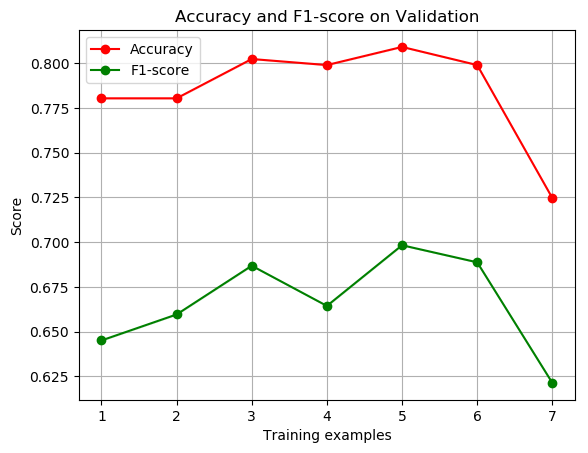 Accuracy and F1-score on Validation
Accuracy
F1-score
0.800
0.775
0.750
0.725
0.700
0.675
0.650
0.625
Score
1 2 3 4 5 6 7
Training examples